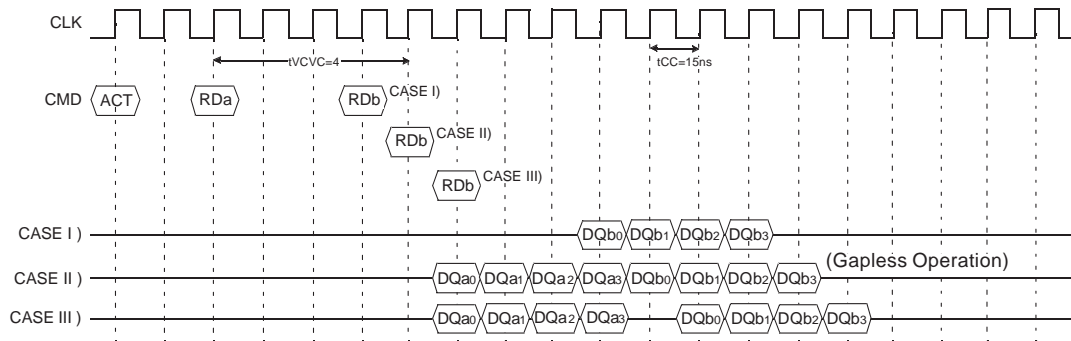 CLK
tVCVC=4
tCC=15ns
CMD ACT RDa RDb CASE I)
RDb CASE II)
RDb CASE III)
CASE I ) DQb0 DQb1 DQb2 DQb3
(Gapless Operation)
CASE II ) DQa0 DQa1 DQa2 DQa3 DQb0 DQb1 DQb2 DQb3
CASE III ) DQa0 DQa1 DQa2 DQa3 DQb0 DQb1 DQb2 DQb3